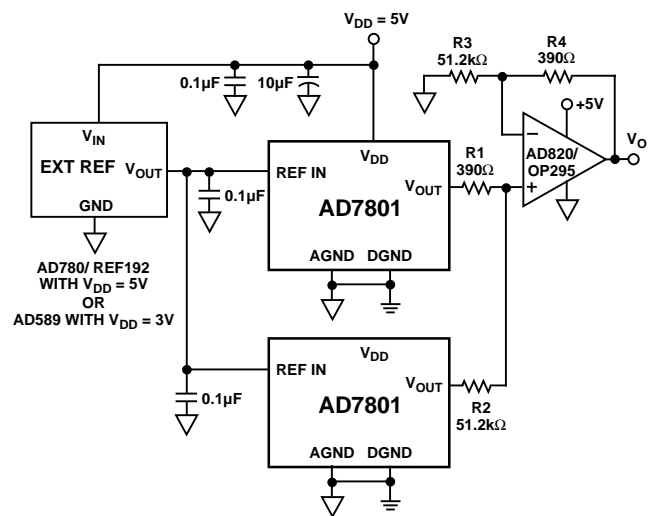 V_DD = 5V
R3
51.2kΩ
R4
390Ω
0.1µF
10µF
+5V
V_IN
EXT REF
V_OUT
GND
REF IN
V_DD
V_OUT
AD7801
AGND DGND
R1
390Ω
−
AD820/
OP295
+
V_O
0.1µF
AD780/ REF192
WITH V_DD = 5V
OR
AD589 WITH V_DD = 3V
REF IN
V_DD
V_OUT
AD7801
AGND DGND
0.1µF
R2
51.2kΩ